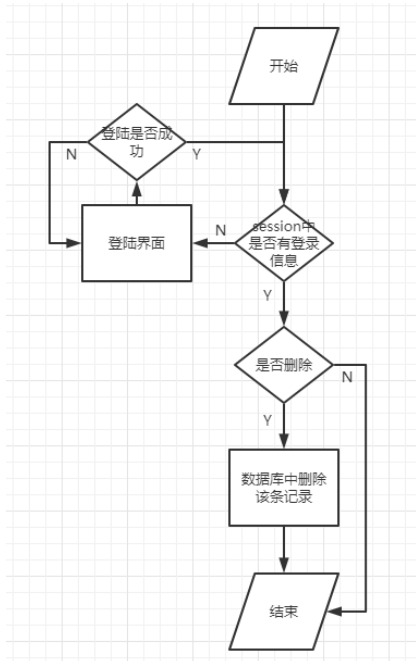 开始
登陆是否成
功
N
Y
session中
是否有登录
信息
N
登陆界面
Y
是否删除
N
Y
数据库中删除
该条记录
结束